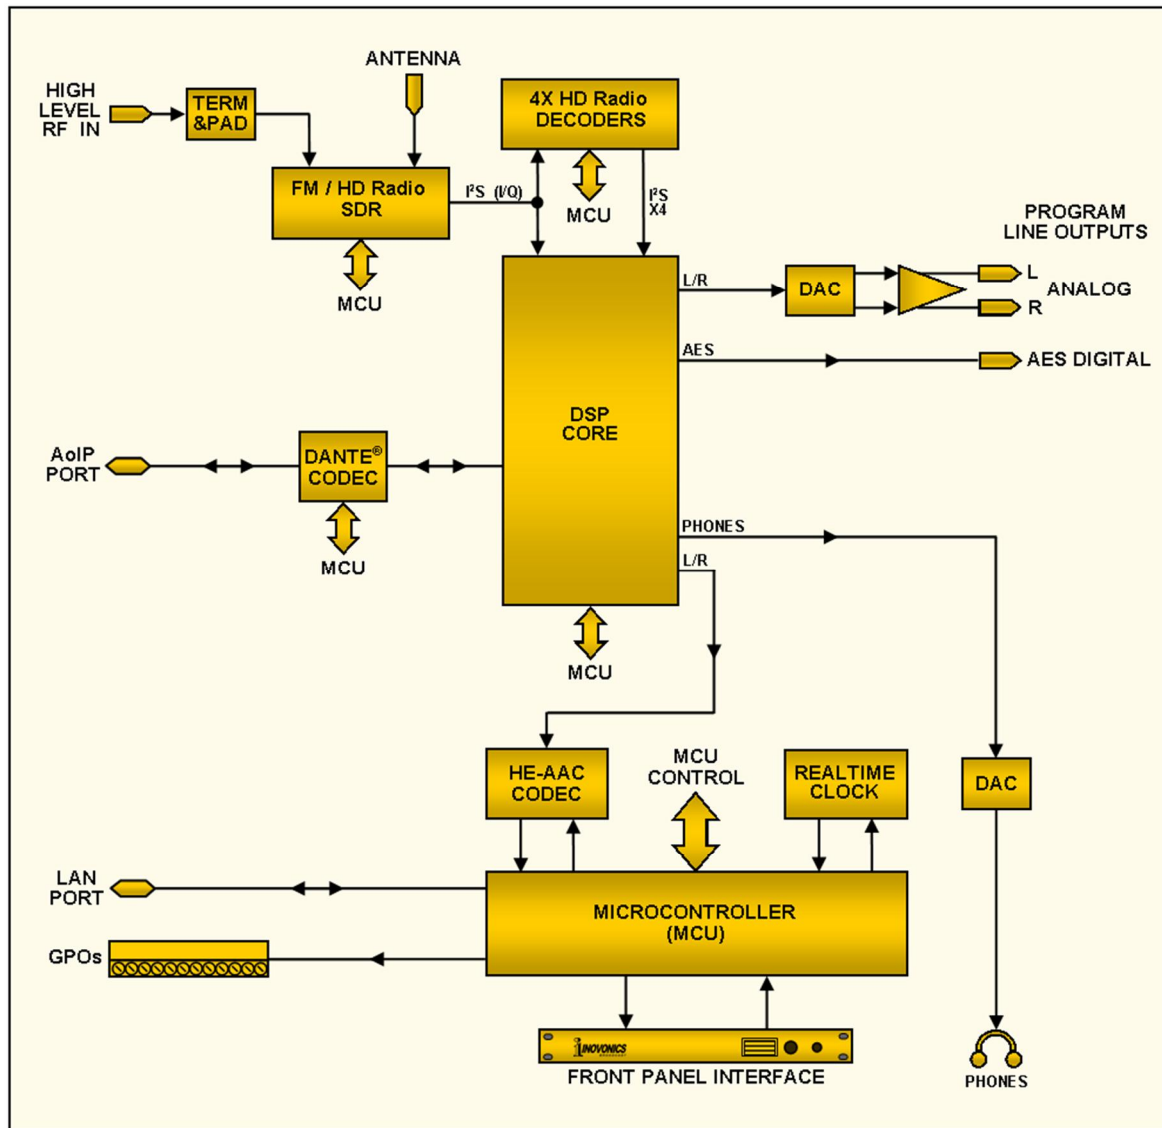 ANTENNA
HIGH
LEVEL
RF IN
TERM
&PAD
4X HD Radio
DECODERS
FM / HD Radio
SDR
I²S (I/Q)
MCU
I²S
X4
MCU
PROGRAM
LINE OUTPUTS
L/R
DAC
L
ANALOG
R
AES
AES DIGITAL
DSP
CORE
AoIP
PORT
DANTE®
CODEC
MCU
PHONES
L/R
MCU
HE-AAC
CODEC
MCU
CONTROL
REALTIME
CLOCK
DAC
LAN
PORT
MICROCONTROLLER
(MCU)
GPOs
INOVONICS
FRONT PANEL INTERFACE
PHONES